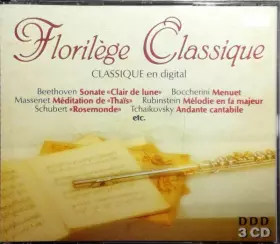 Florilège Classique
CLASSIQUE en digital
Beethoven Sonate «Clair de lune" Boccherini Menuet
Massenet Méditation de «Thaïs» Rubinstein Mélodie en fa majeur
Schubert «Rosemonde» Tchaikovsky Andante cantabile
etc.
DDD
3 CD